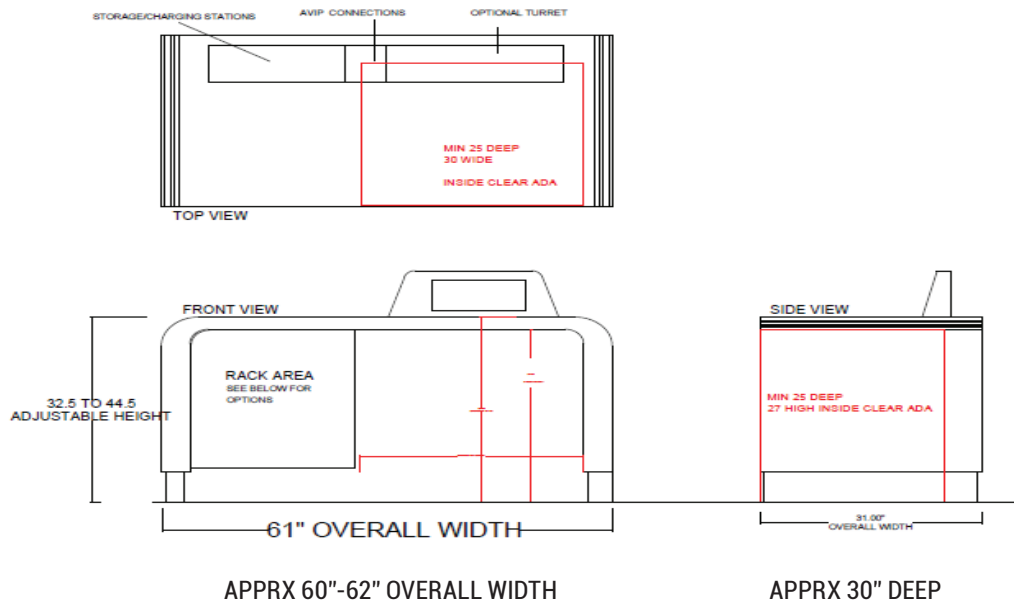 STORAGE/CHARGING STATIONS
AVIP CONNECTIONS
OPTIONAL TURRET
MIN 25 DEEP
30 WIDE
INSIDE CLEAR ADA
TOP VIEW
FRONT VIEW
RACK AREA
SEE BELOW FOR
OPTIONS
32.5 TO 44.5
ADJUSTABLE HEIGHT
61" OVERALL WIDTH
SIDE VIEW
MIN 25 DEEP
27 HIGH INSIDE CLEAR ADA
31.00"
OVERALL WIDTH
APPRX 60"-62" OVERALL WIDTH
APPRX 30" DEEP